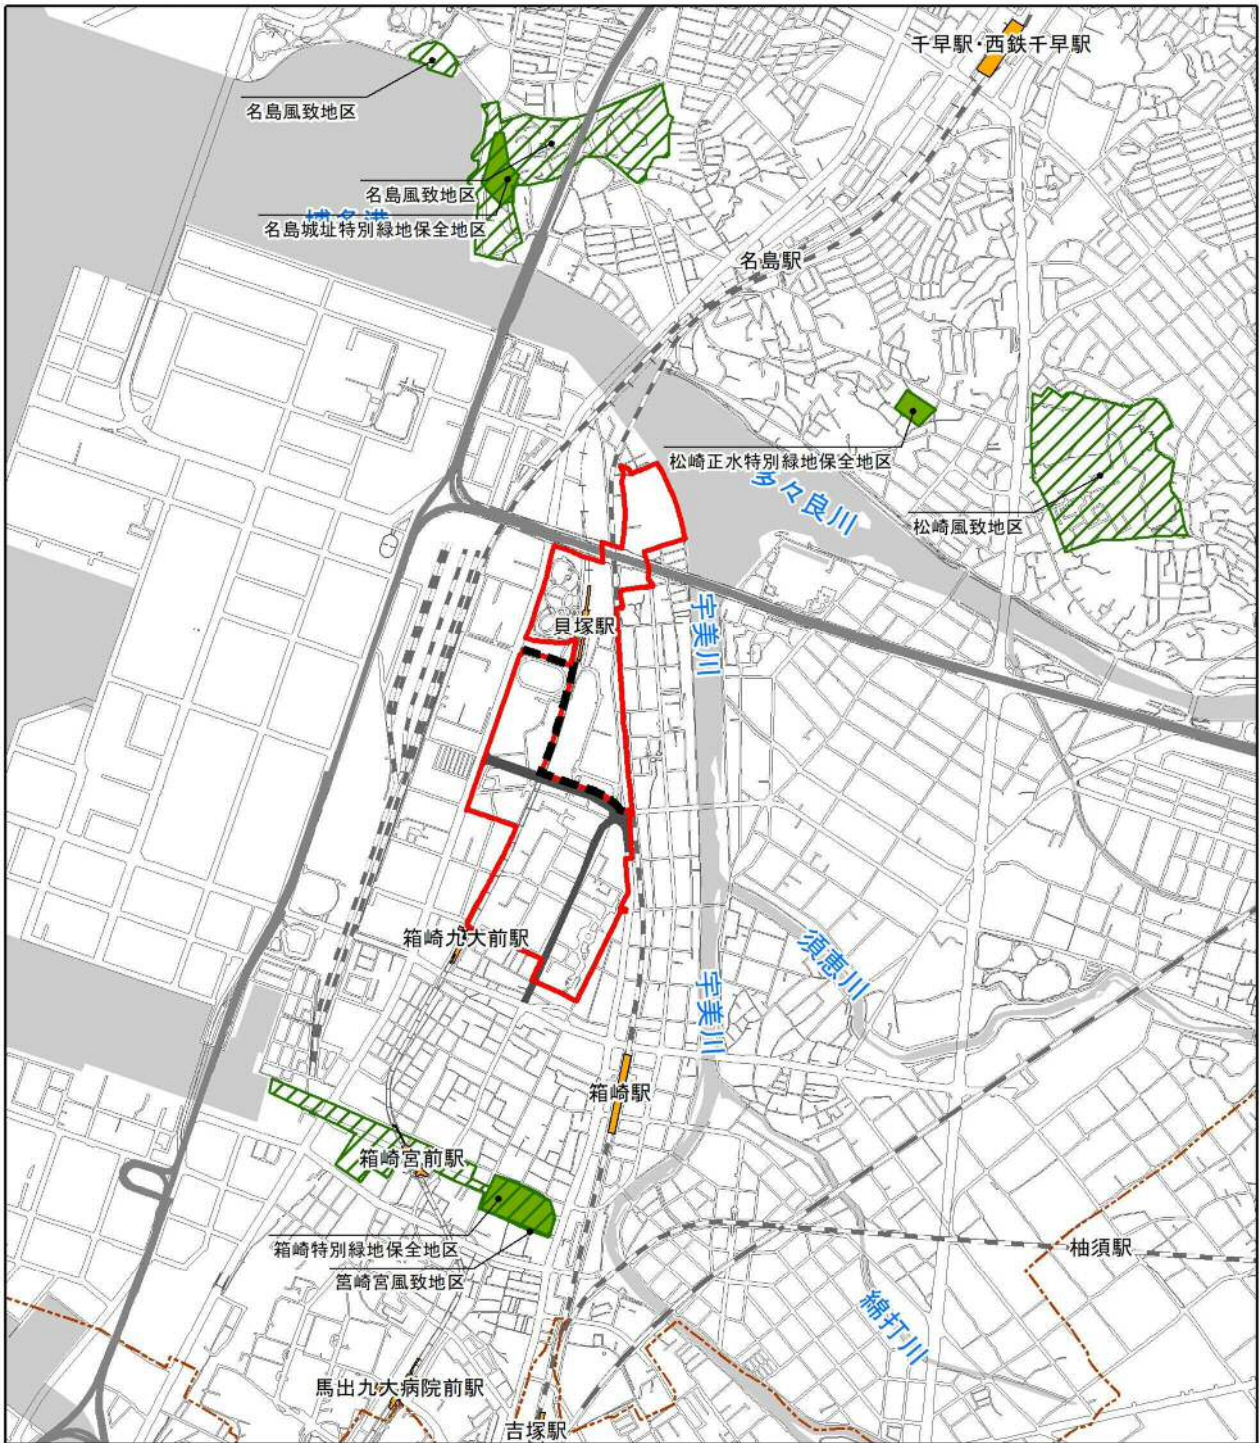 千早駅・西鉄千早駅
名島風致地区
名島風致地区
博多港
名島城址特別緑地保全地区
名島駅
松崎正水特別緑地保全地区
多々良川
松崎風致地区
宇美川
貝塚駅
箱崎九大前駅
須恵川
宇美川
箱崎駅
箱崎宮前駅
箱崎特別緑地保全地区
柚須駅
筥崎宮風致地区
綿打川
馬出九大病院前駅
吉塚駅